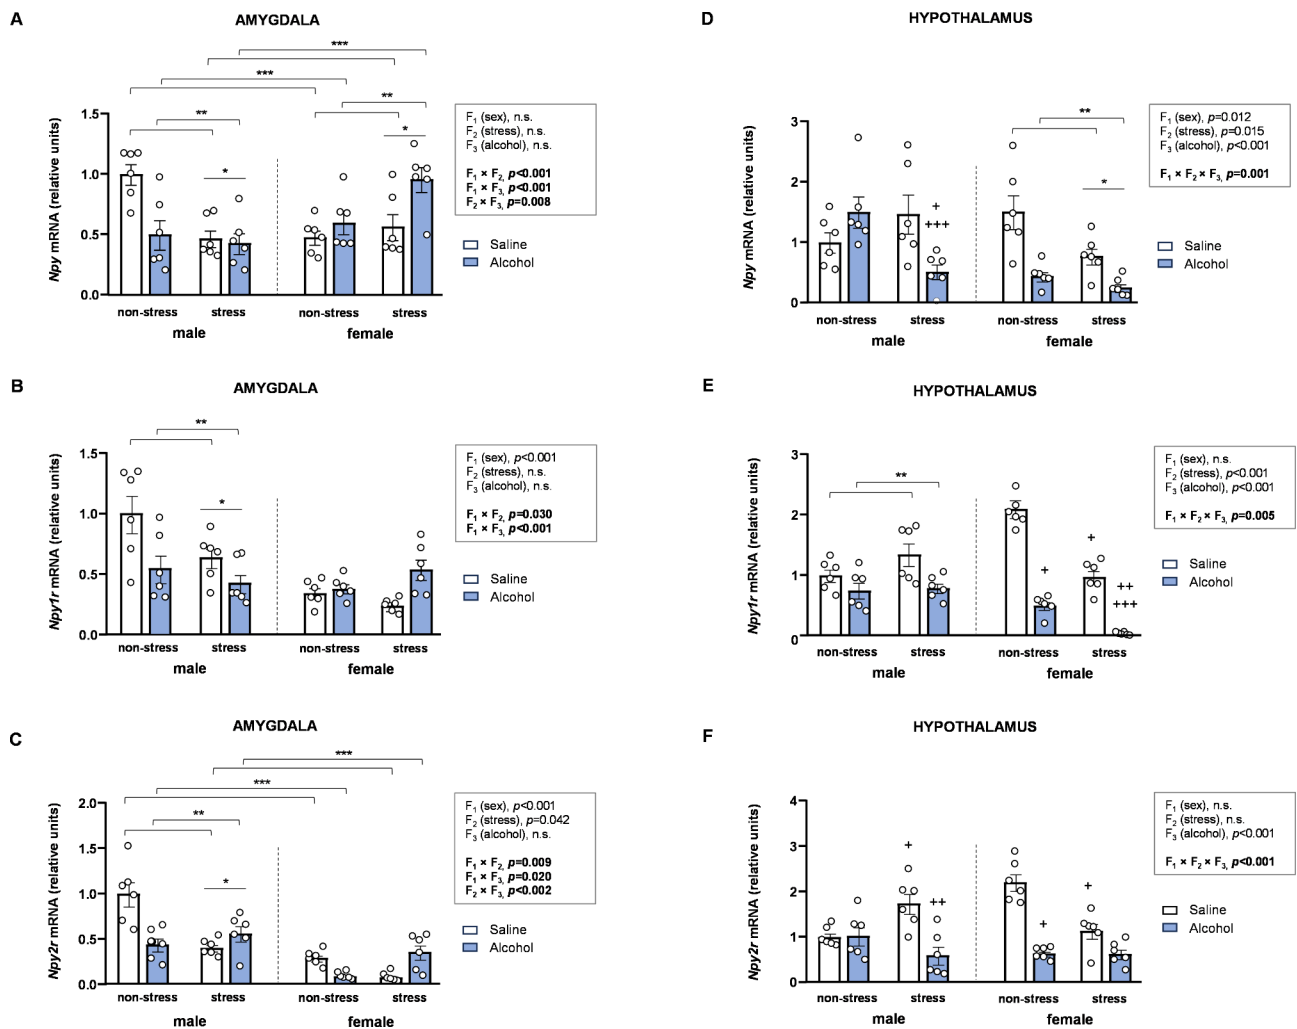 A
AMYGDALA
***
***
**
**
*
*
Npy mRNA (relative units)
1.5
1.0
0.5
0.0
non-stress
stress
non-stress
stress
male
female
F1 (sex), n.s.
F2 (stress), n.s.
F3 (alcohol), n.s.
F1 × F2, p<0.001
F1 × F3, p<0.001
F2 × F3, p=0.008
Saline
Alcohol
D
HYPOTHALAMUS
**
*
+
+++
Npy mRNA (relative units)
3
2
1
0
non-stress
stress
non-stress
stress
male
female
F1 (sex), p=0.012
F2 (stress), p=0.015
F3 (alcohol), p<0.001
F1 × F2 × F3, p=0.001
Saline
Alcohol
B
AMYGDALA
**
*
Npy1r mRNA (relative units)
1.5
1.0
0.5
0.0
non-stress
stress
non-stress
stress
male
female
F1 (sex), p<0.001
F2 (stress), n.s.
F3 (alcohol), n.s.
F1 × F2, p=0.030
F1 × F3, p<0.001
Saline
Alcohol
E
HYPOTHALAMUS
**
+
+
++
+++
Npy1r mRNA (relative units)
3
2
1
0
non-stress
stress
non-stress
stress
male
female
F1 (sex), n.s.
F2 (stress), p<0.001
F3 (alcohol), p<0.001
F1 × F2 × F3, p=0.005
Saline
Alcohol
C
AMYGDALA
***
***
**
*
Npy2r mRNA (relative units)
2.0
1.5
1.0
0.5
0.0
non-stress
stress
non-stress
stress
male
female
F1 (sex), p<0.001
F2 (stress), p=0.042
F3 (alcohol), n.s.
F1 × F2, p=0.009
F1 × F3, p=0.020
F2 × F3, p<0.002
Saline
Alcohol
F
HYPOTHALAMUS
+
++
+
+
Npy2r mRNA (relative units)
4
3
2
1
0
non-stress
stress
non-stress
stress
male
female
F1 (sex), n.s.
F2 (stress), n.s.
F3 (alcohol), p<0.001
F1 × F2 × F3, p<0.001
Saline
Alcohol